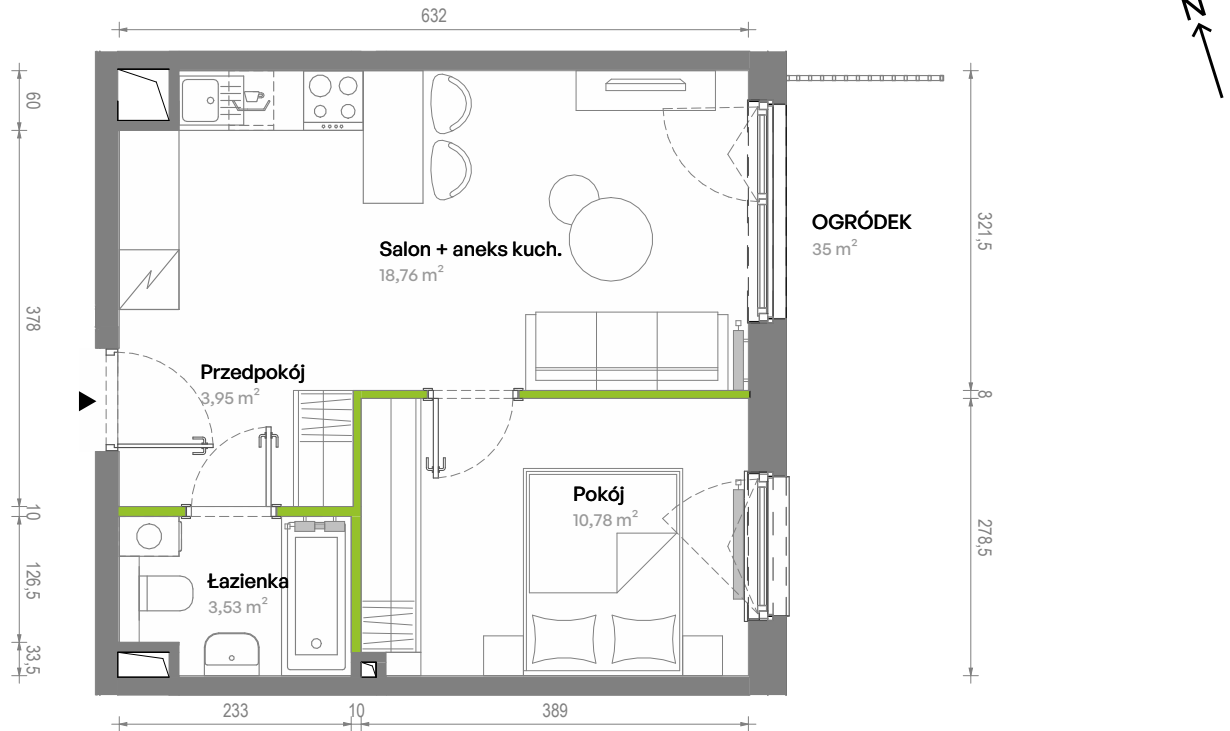 632
N
60
OGRÓDEK
35 m²
321,5
Salon + aneks kuch.
18,76 m²
378
Przedpokój
3,95 m²
8
Pokój
10,78 m²
10
278,5
Łazienka
3,53 m²
126,5
33,5
233
10
389